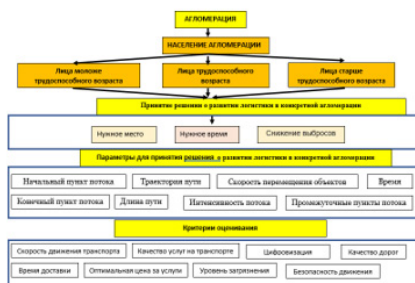 АГЛОМЕРАЦИЯ
НАСЕЛЕНИЕ АГЛОМЕРАЦИИ
Лица моложе
трудоспособного возраста
Лица
трудоспособного возраста
Лица старше
трудоспособного возраста
Принятие решения о развитии логистики в конкретной агломерации
Нужное место
Нужное время
Снижение выбросов
Параметры для принятия решения о развитии логистики в конкретной агломерации
Начальный пункт потока
Траектория пути
Скорость перемещения объектов
Время
Конечный пункт потока
Длина пути
Интенсивность потока
Промежуточные пункты потока
Критерии оценивания
Скорость движения транспорта
Качество услуг на транспорте
Цифровизация
Качество дорог
Время доставки
Оптимальная цена за услуги
Уровень загрязнения
Безопасность движения